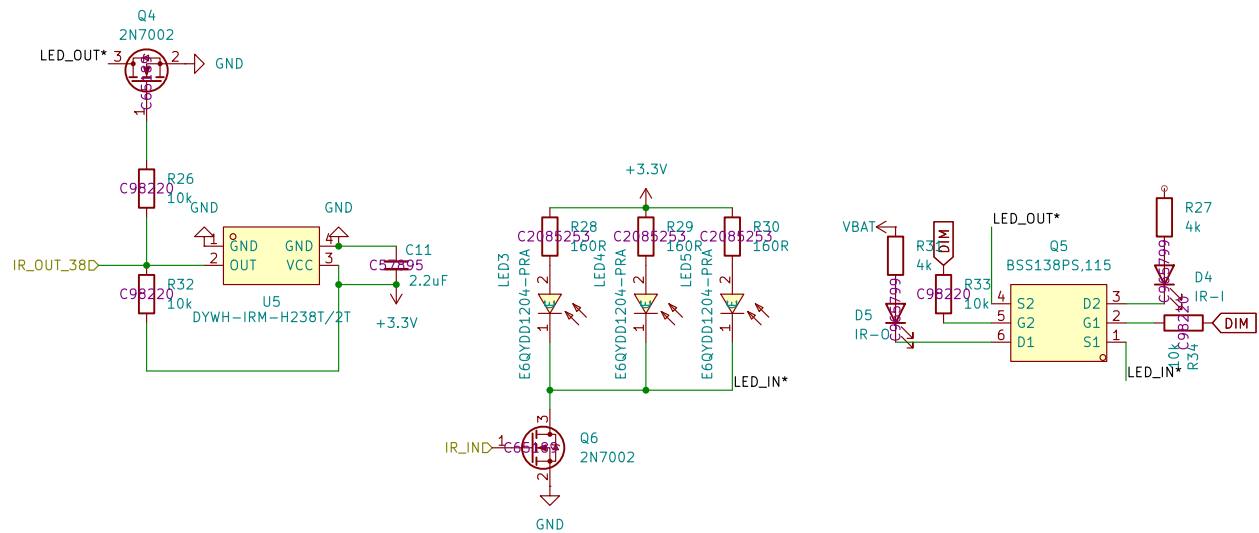 Q4
2N7002
LED_OUT*
3
2
GND
C65189
1
R26
C98220
10k
GND
GND
1
GND
GND
4
2
OUT
VCC
3
IR_OUT_38
R32
C98220
10k
U5
DYWH-IRM-H238T/2T
C11
C57895
2.2uF
+3.3V
+3.3V
R28
C2085253
160R
R29
C2085253
160R
R30
C2085253
160R
LED3
E6QYDD1204-PRA
2
1
LED4
E6QYDD1204-PRA
2
1
LED5
E6QYDD1204-PRA
2
1
LED_IN*
3
Q6
2N7002
IR_IN
1
C65189
2
GND
VBAT
R31
4k
DIM
C965799
D5
IR-O
R33
C98220
10k
LED_OUT*
Q5
BSS138PS,115
4
S2
D2
3
5
G2
G1
2
6
D1
S1
1
LED_IN*
R27
4k
C965799
D4
IR-I
C98220
10k
R34
DIM